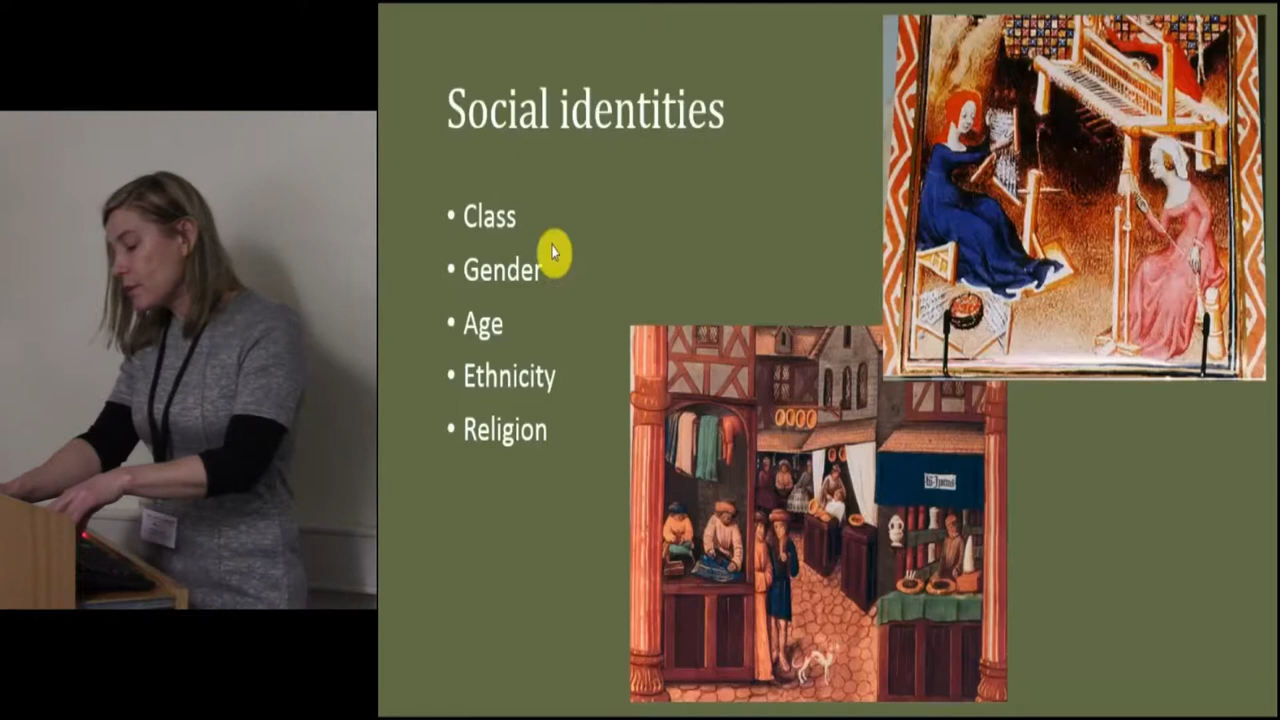 Social identities
• Class
• Gender
• Age
• Ethnicity
• Religion